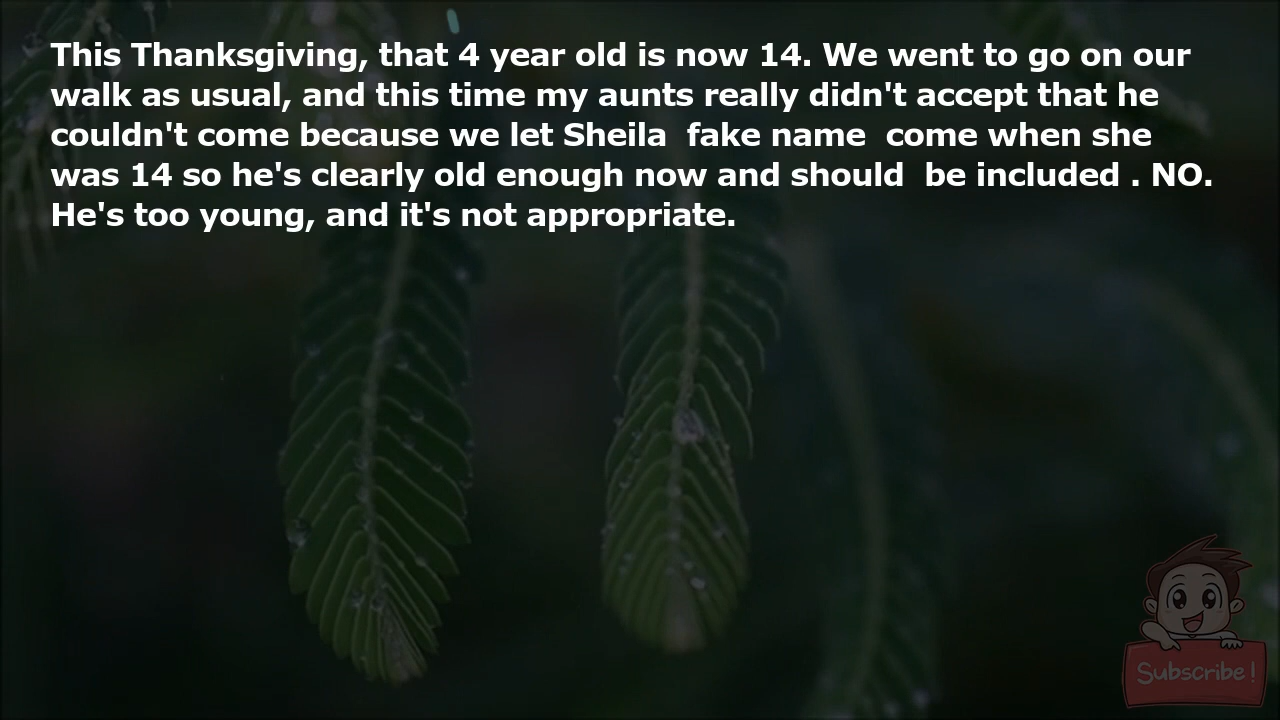 This Thanksgiving, that 4 year old is now 14. We went to go on our
walk as usual, and this time my aunts really didn't accept that he
couldn't come because we let Sheila  fake name  come when she
was 14 so he's clearly old enough now and should  be included . NO.
He's too young, and it's not appropriate.
Subscribe!